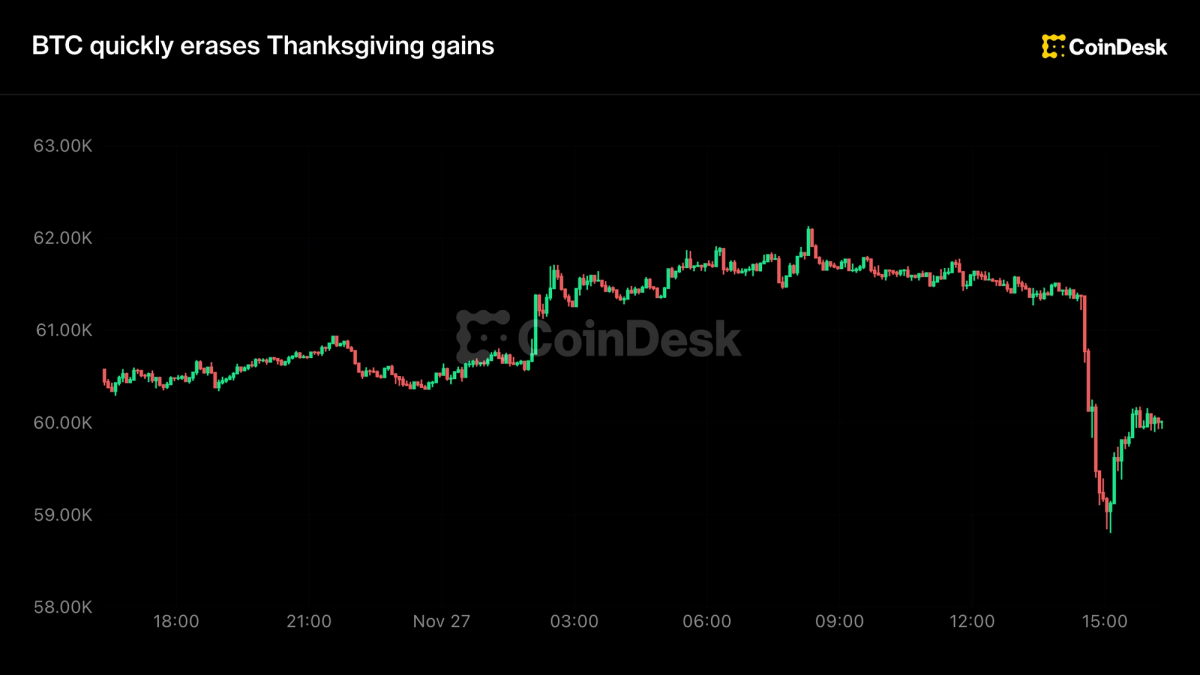 BTC quickly erases Thanksgiving gains
CoinDesk
63.00K
62.00K
61.00K
CoinDesk
60.00K
59.00K
58.00K
18:00 21:00 Nov 27 03:00 06:00 09:00 12:00 15:00